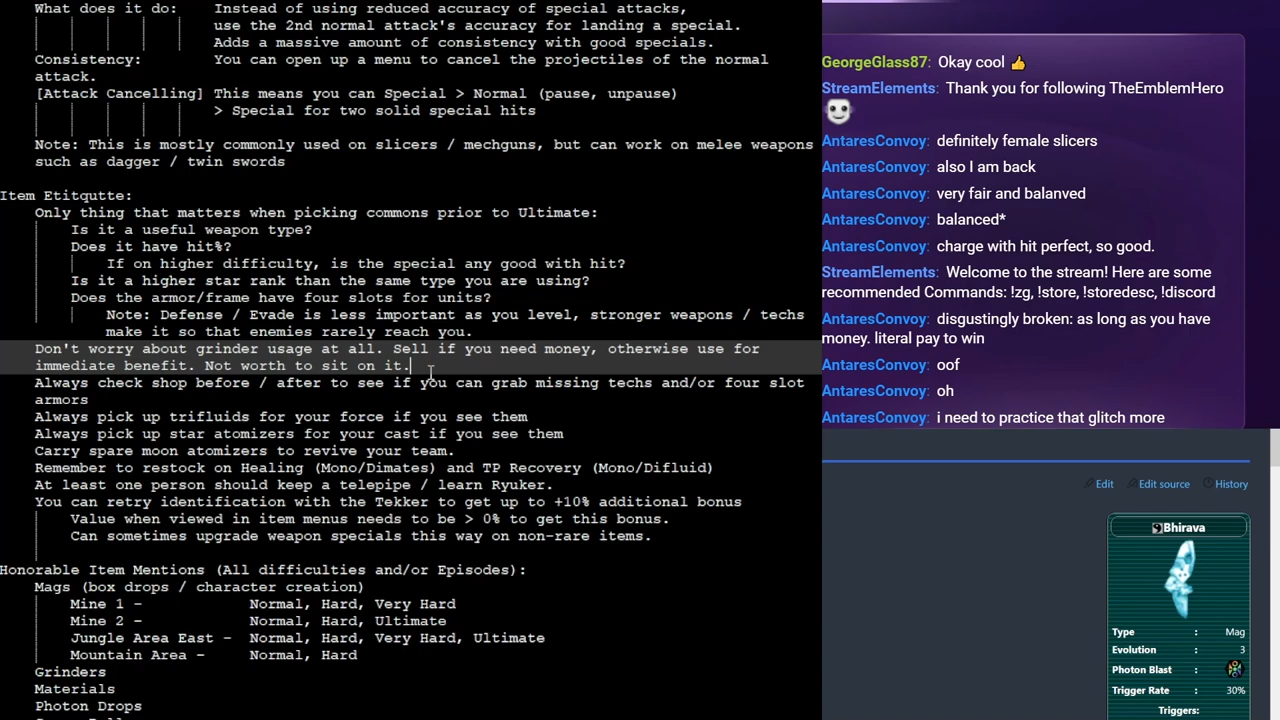 What does it do: Instead of using reduced accuracy of special attacks,
use the 2nd normal attack's accuracy for landing a special.
Adds a massive amount of consistency with good specials.
Consistency: You can open up a menu to cancel the projectiles of the normal
attack.
[Attack Cancelling] This means you can Special > Normal (pause, unpause)
> Special for two solid special hits
Note: This is mostly commonly used on slicers / mechguns, but can work on melee weapons
such as dagger / twin swords
Item Etitqutte:
Only thing that matters when picking commons prior to Ultimate:
Is it a useful weapon type?
Does it have hit%?
If on higher difficulty, is the special any good with hit?
Is it a higher star rank than the same type you are using?
Does the armor/frame have four slots for units?
Note: Defense / Evade is less important as you level, stronger weapons / techs
make it so that enemies rarely reach you.
Don't worry about grinder usage at all. Sell if you need money, otherwise use for
immediate benefit. Not worth to sit on it.
Always check shop before / after to see if you can grab missing techs and/or four slot
armors
Always pick up trifluids for your force if you see them
Always pick up star atomizers for your cast if you see them
Carry spare moon atomizers to revive your team.
Remember to restock on Healing (Mono/Dimates) and TP Recovery (Mono/Difluid)
At least one person should keep a telepipe / learn Ryuker.
You can retry identification with the Tekker to get up to +10% additional bonus
Value when viewed in item menus needs to be > 0% to get this bonus.
Can sometimes upgrade weapon specials this way on non-rare items.
Honorable Item Mentions (All difficulties and/or Episodes):
Mags (box drops / character creation)
Mine 1 - Normal, Hard, Very Hard
Mine 2 - Normal, Hard, Ultimate
Jungle Area East - Normal, Hard, Very Hard, Ultimate
Mountain Area - Normal, Hard
Grinders
Materials
Photon Drops
GeorgeGlass87: Okay cool 👍
StreamElements: Thank you for following TheEmblemHero
AntaresConvoy: definitely female slicers
AntaresConvoy: also I am back
AntaresConvoy: very fair and balanved
AntaresConvoy: balanced*
AntaresConvoy: charge with hit perfect, so good.
StreamElements: Welcome to the stream! Here are some
recommended Commands: !zg, !store, !storedesc, !discord
AntaresConvoy: disgustingly broken: as long as you have
money. literal pay to win
AntaresConvoy: oof
AntaresConvoy: oh
AntaresConvoy: i need to practice that glitch more
Edit Edit source History
Bhirava
Type : Mag
Evolution : 3
Photon Blast :
Trigger Rate : 30%
Triggers: